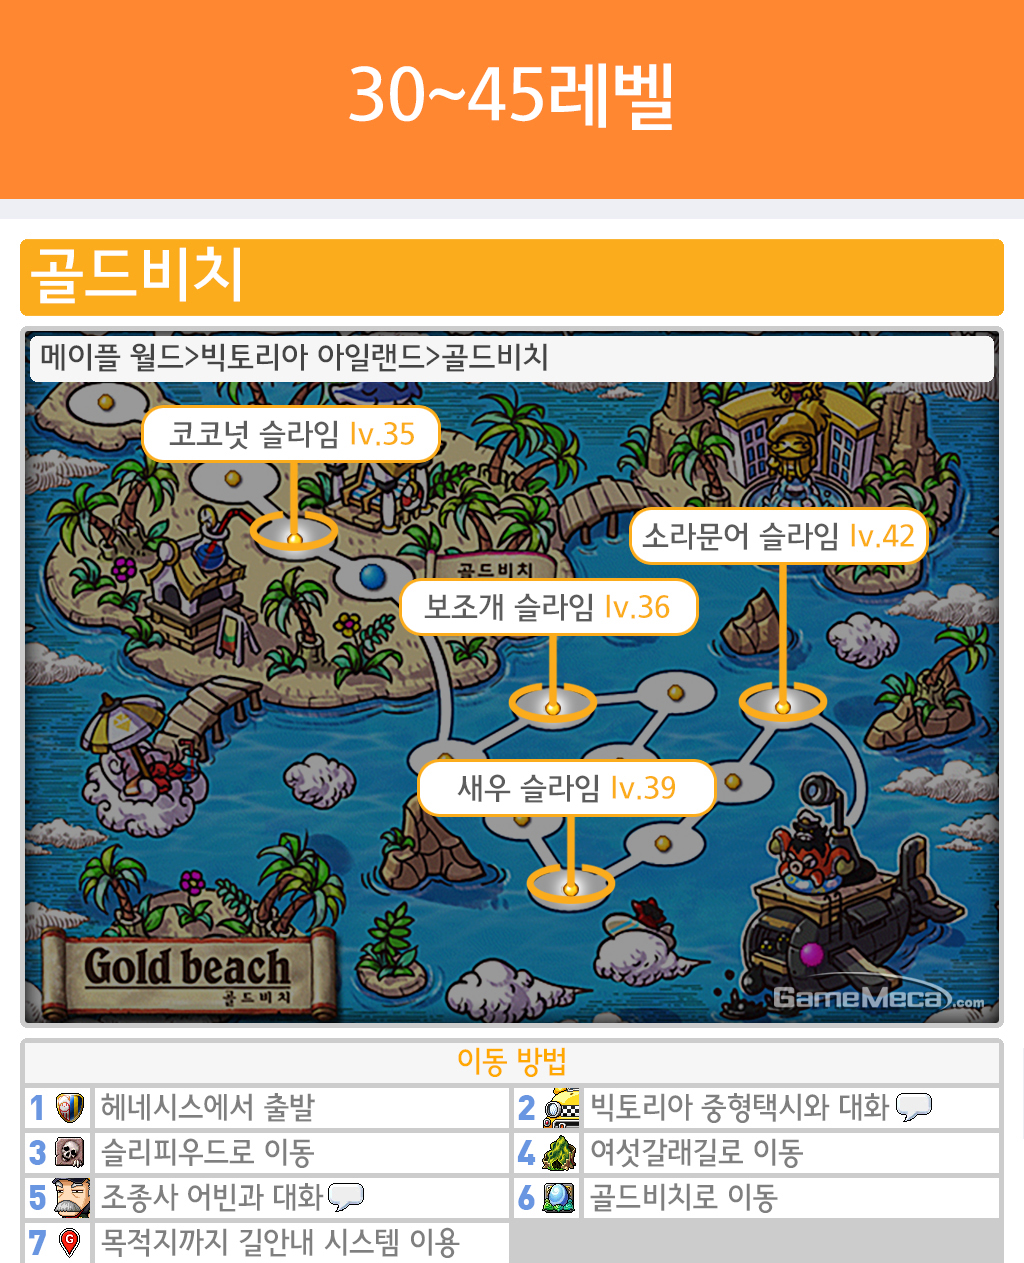 30~45레벨
골드비치
메이플 월드>빅토리아 아일랜드>골드비치
코코넛 슬라임 lv.35
소라문어 슬라임 lv.42
골드비치
보조개 슬라임 lv.36
새우 슬라임 lv.39
Gold beach
골드비치
GameMeca.com
이동 방법
1 헤네시스에서 출발
2 빅토리아 중형택시와 대화
3 슬리피우드로 이동
4 여섯갈래길로 이동
5 조종사 어빈과 대화
6 골드비치로 이동
7 G 목적지까지 길안내 시스템 이용